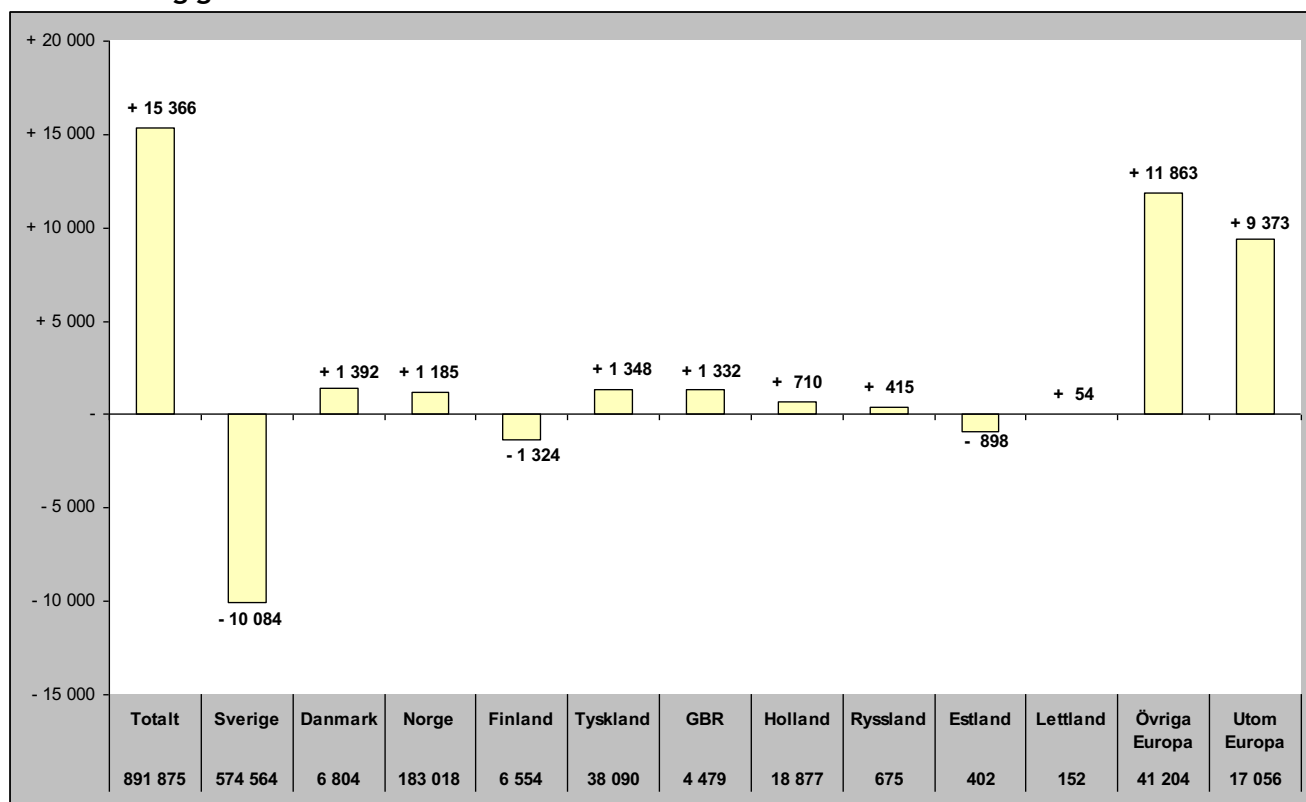 + 20 000
+ 15 000
+ 10 000
+ 5 000
-
- 5 000
- 10 000
- 15 000
+ 15 366
- 10 084
+ 1 392
+ 1 185
- 1 324
+ 1 348
+ 1 332
+ 710
+ 415
- 898
+ 54
+ 11 863
+ 9 373
Totalt Sverige Danmark Norge Finland Tyskland GBR Holland Ryssland Estland Lettland Övriga Utom
Europa Europa
891 875 574 564 6 804 183 018 6 554 38 090 4 479 18 877 675 402 152 41 204 17 056